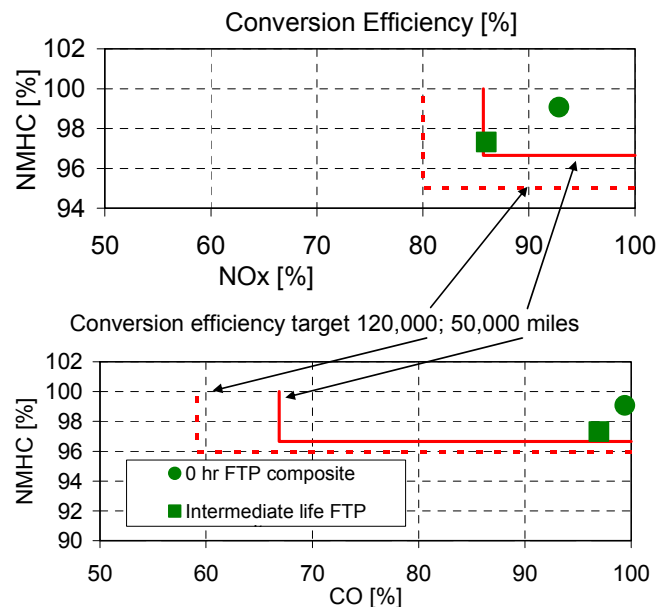 Conversion Efficiency [%]
102
100
98
96
94
NMHC [%]
50 60 70 80 90 100
NOx [%]
Conversion efficiency target 120,000; 50,000 miles
102
100
98
96
94
92
90
NMHC [%]
0 hr FTP composite
Intermediate life FTP
50 60 70 80 90 100
CO [%]